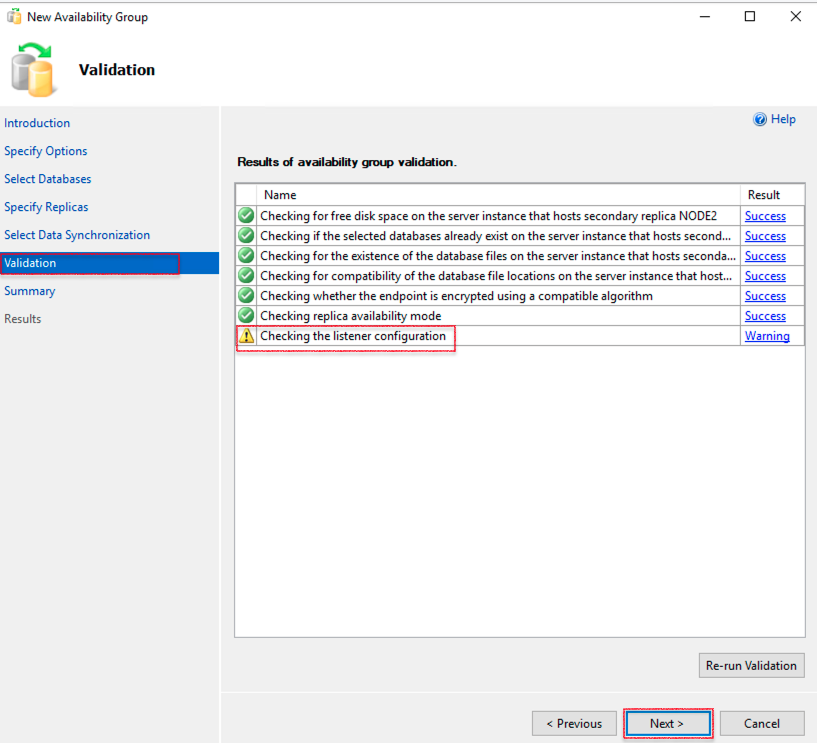 New Availability Group
Validation
Introduction
Specify Options
Select Databases
Specify Replicas
Select Data Synchronization
Validation
Summary
Results
Help
Results of availability group validation.
Name Result
Checking for free disk space on the server instance that hosts secondary replica NODE2 Success
Checking if the selected databases already exist on the server instance that hosts second... Success
Checking for the existence of the database files on the server instance that hosts seconda... Success
Checking for compatibility of the database file locations on the server instance that host... Success
Checking whether the endpoint is encrypted using a compatible algorithm Success
Checking replica availability mode Success
Checking the listener configuration Warning
Re-run Validation
< Previous Next > Cancel